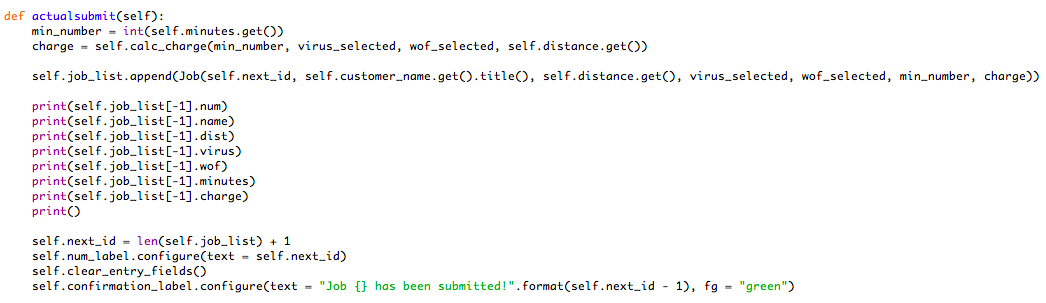 def actualsubmit(self):
    min_number = int(self.minutes.get())
    charge = self.calc_charge(min_number, virus_selected, wof_selected, self.distance.get())

    self.job_list.append(Job(self.next_id, self.customer_name.get().title(), self.distance.get(), virus_selected, wof_selected, min_number, charge))

    print(self.job_list[-1].num)
    print(self.job_list[-1].name)
    print(self.job_list[-1].dist)
    print(self.job_list[-1].virus)
    print(self.job_list[-1].wof)
    print(self.job_list[-1].minutes)
    print(self.job_list[-1].charge)
    print()

    self.next_id = len(self.job_list) + 1
    self.num_label.configure(text = self.next_id)
    self.clear_entry_fields()
    self.confirmation_label.configure(text = "Job {} has been submitted!".format(self.next_id - 1), fg = "green")